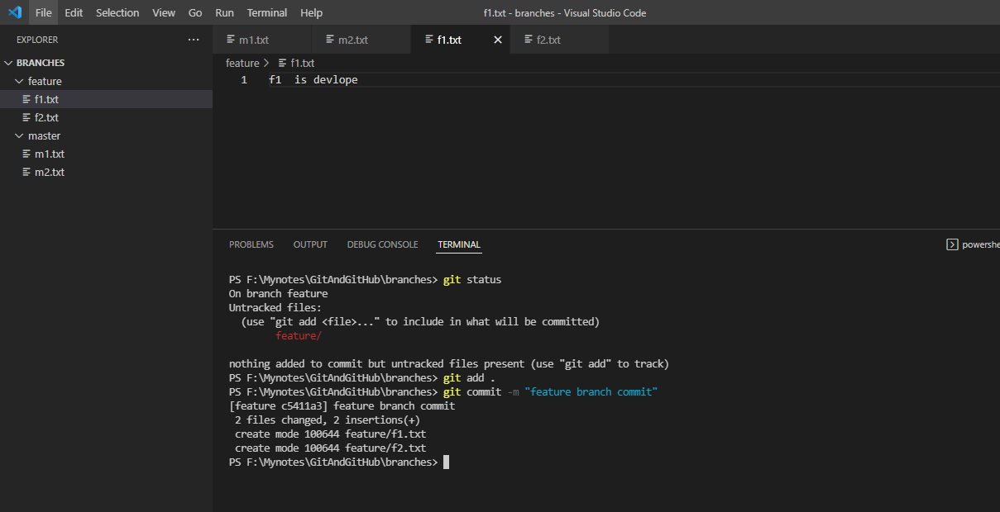 File Edit Selection View Go Run Terminal Help f1.txt - branches - Visual Studio Code
EXPLORER ...
m1.txt m2.txt f1.txt f2.txt
BRANCHES
feature
f1.txt
f2.txt
master
m1.txt
m2.txt
feature > f1.txt
1 f1  is devlope
PROBLEMS OUTPUT DEBUG CONSOLE TERMINAL powershe
PS F:\Mynotes\GitAndGitHub\branches> git status
On branch feature
Untracked files:
  (use "git add <file>..." to include in what will be committed)
        feature/
nothing added to commit but untracked files present (use "git add" to track)
PS F:\Mynotes\GitAndGitHub\branches> git add .
PS F:\Mynotes\GitAndGitHub\branches> git commit -m "feature branch commit"
[feature c5411a3] feature branch commit
 2 files changed, 2 insertions(+)
 create mode 100644 feature/f1.txt
 create mode 100644 feature/f2.txt
PS F:\Mynotes\GitAndGitHub\branches>